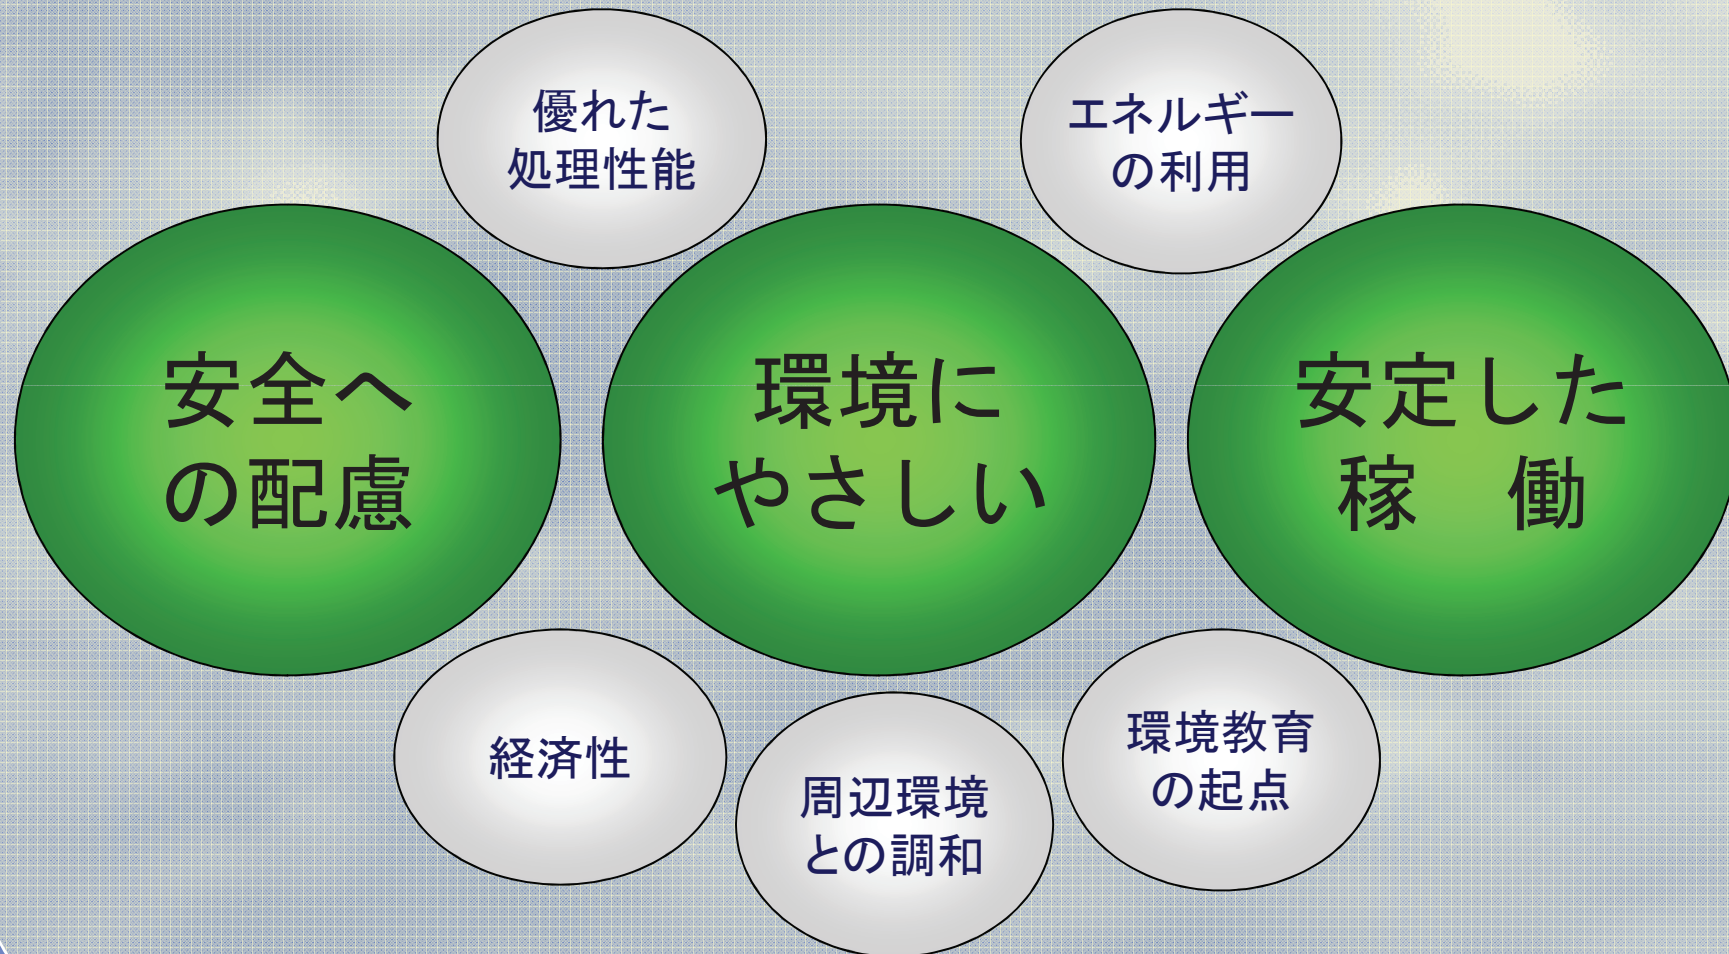 優れた
処理性能
エネルギー
の利用
安全へ
の配慮
環境に
やさしい
安定した
稼　働
経済性
周辺環境
との調和
環境教育
の起点